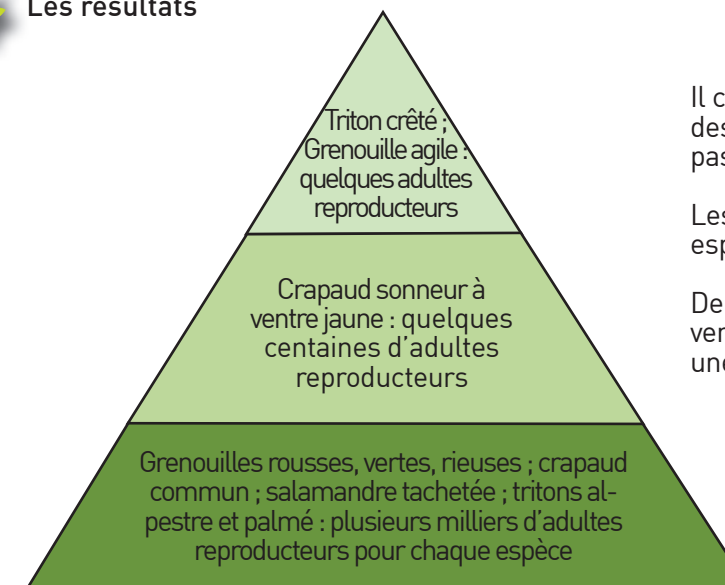 Les résultats
Triton crêté ;
Grenouille agile :
quelques adultes
reproducteurs
Crapaud sonneur à
ventre jaune : quelques
centaines d'adultes
reproducteurs
Grenouilles rousses, vertes, rieuses ; crapaud
commun ; salamandre tachetée ; tritons al-
pestre et palmé : plusieurs milliers d'adultes
reproducteurs pour chaque espèce
Il
des
pas
Les
De
une